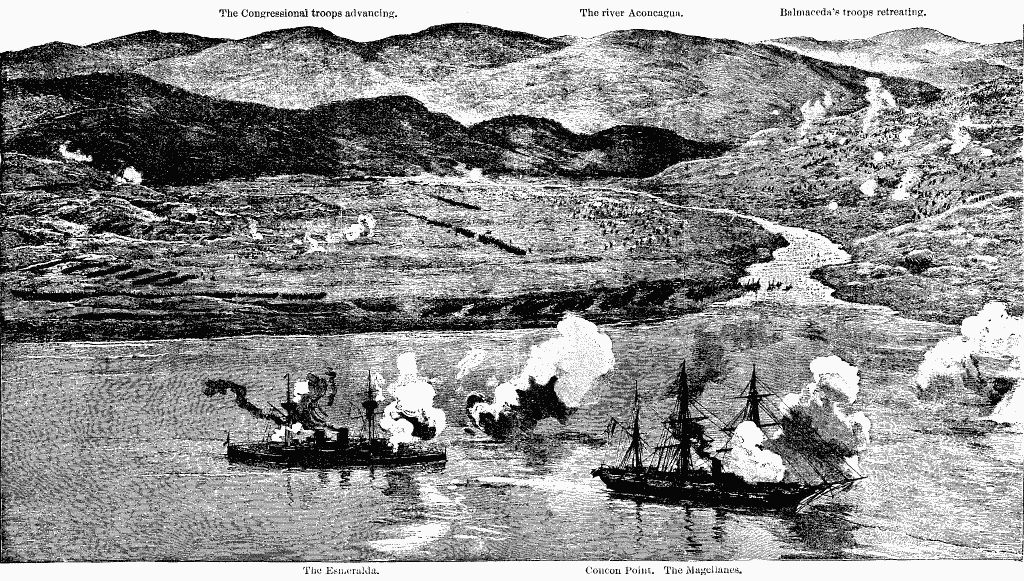 The Congressional troops advancing. The river Aconcagua. Balmaceda's troops retreating.
The Esmeralda. Concon Point. The Magellanes.